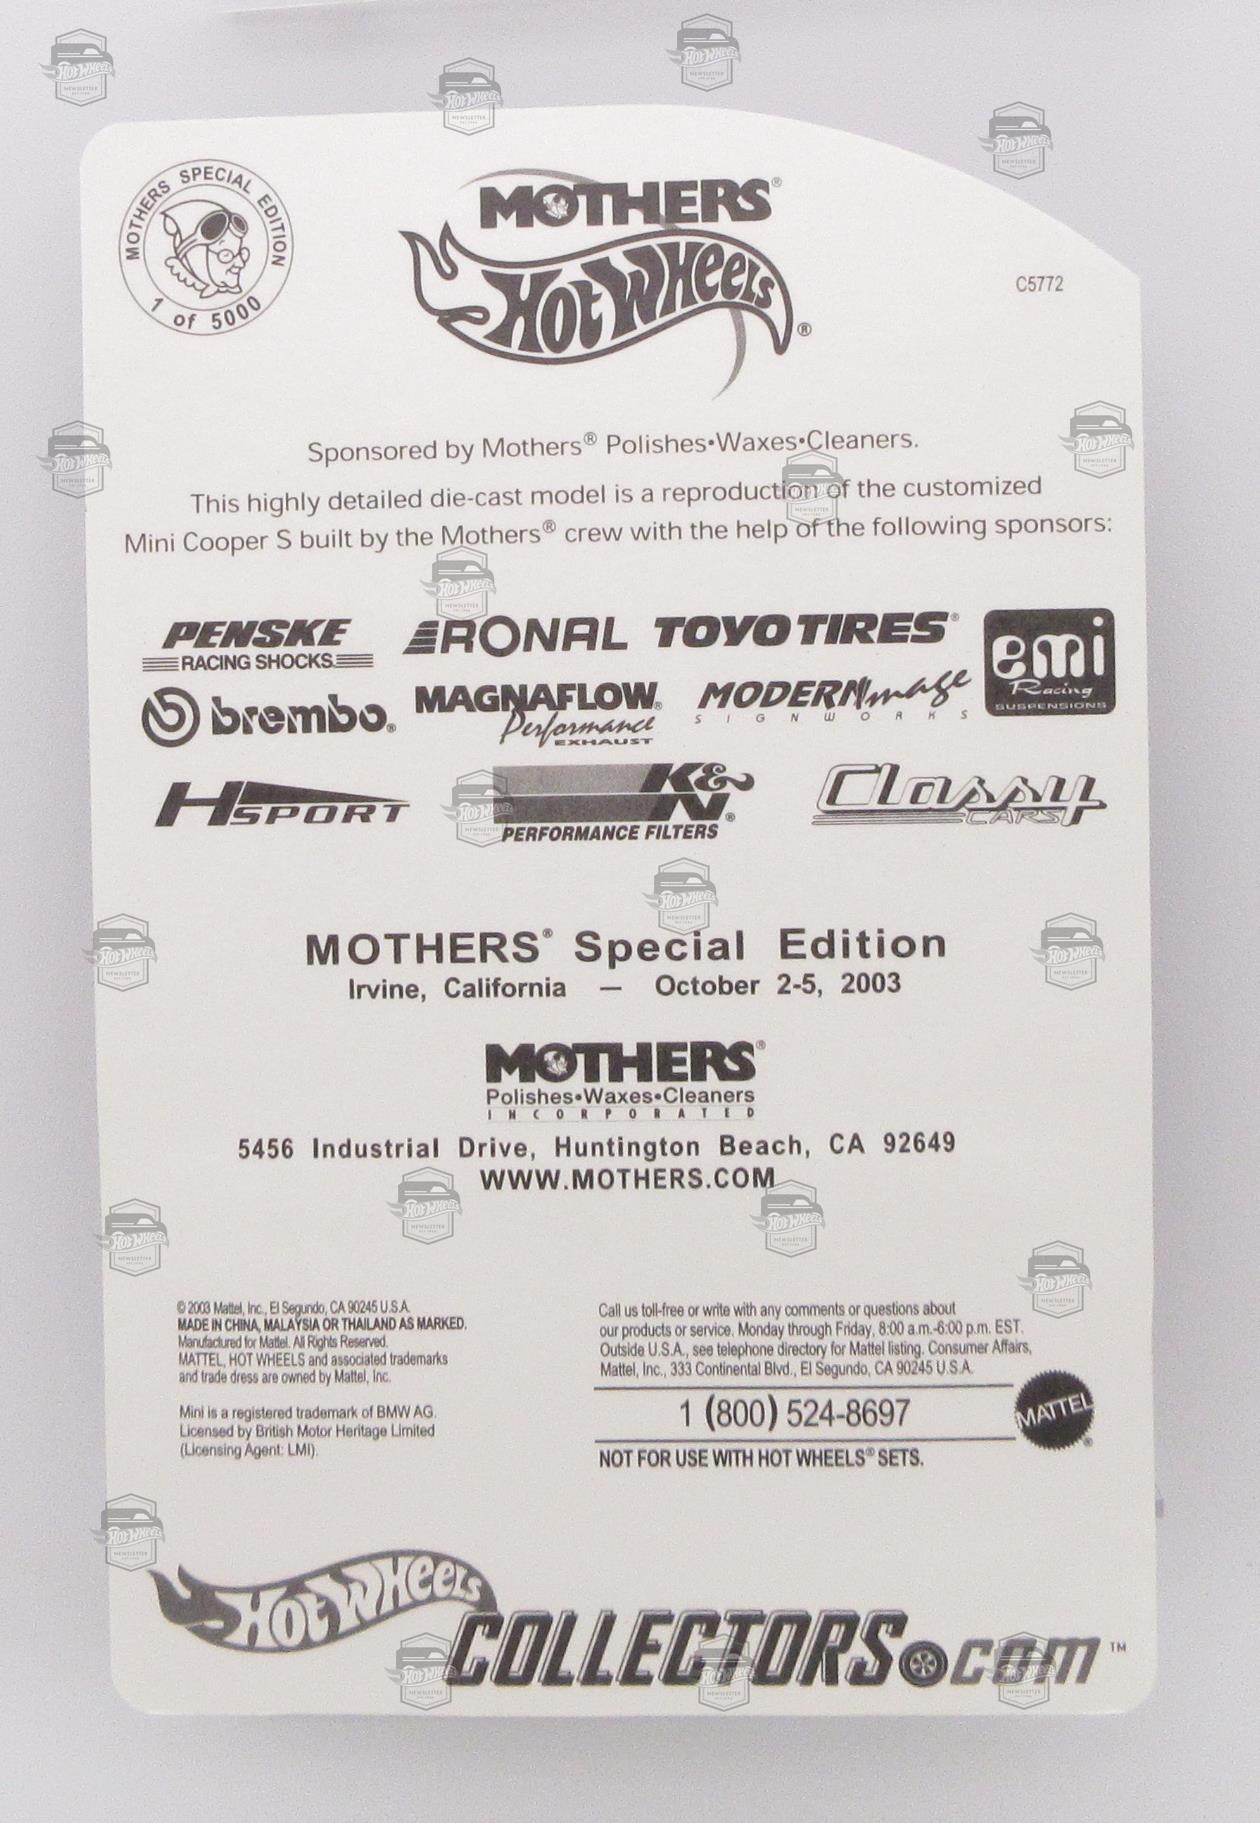 MOTHERS SPECIAL EDITION
1 of 5000
MOTHERS®
Hot Wheels®
C5772
Sponsored by Mothers® Polishes•Waxes•Cleaners.
This highly detailed die-cast model is a reproduction of the customized
Mini Cooper S built by the Mothers® crew with the help of the following sponsors:
PENSKE
RACING SHOCKS
RONAL
TOYO TIRES®
emi
Racing
SUSPENSIONS
brembo®
MAGNAFLOW®
Performance
EXHAUST
MODERN Image
SIGNWORKS
H SPORT
K&N®
PERFORMANCE FILTERS
Classy
CARS
MOTHERS® Special Edition
Irvine, California — October 2-5, 2003
MOTHERS®
Polishes•Waxes•Cleaners
INCORPORATED
5456 Industrial Drive, Huntington Beach, CA 92649
WWW.MOTHERS.COM
© 2003 Mattel, Inc., El Segundo, CA 90245 U.S.A.
MADE IN CHINA, MALAYSIA OR THAILAND AS MARKED.
Manufactured for Mattel. All Rights Reserved.
MATTEL, HOT WHEELS and associated trademarks
and trade dress are owned by Mattel, Inc.
Mini is a registered trademark of BMW AG.
Licensed by British Motor Heritage Limited
(Licensing Agent: LMI).
Call us toll-free or write with any comments or questions about
our products or service. Monday through Friday, 8:00 a.m.-6:00 p.m. EST.
Outside U.S.A., see telephone directory for Mattel listing. Consumer Affairs,
Mattel, Inc., 333 Continental Blvd., El Segundo, CA 90245 U.S.A.
1 (800) 524-8697
NOT FOR USE WITH HOT WHEELS® SETS.
MATTEL®
Hot Wheels
COLLECTORS.com™